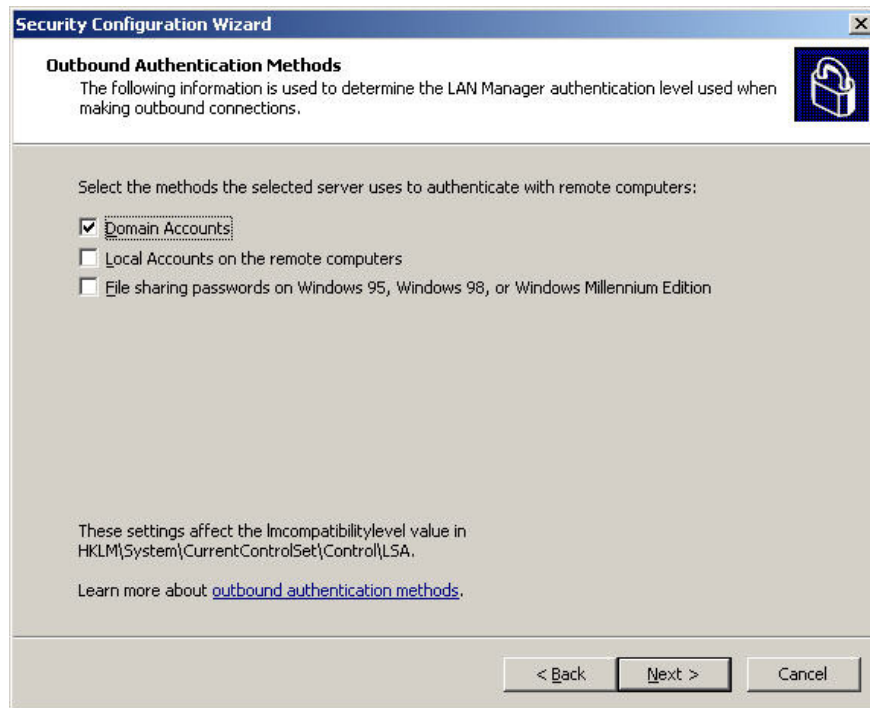 Security Configuration Wizard
Outbound Authentication Methods
The following information is used to determine the LAN Manager authentication level used when
making outbound connections.
Select the methods the selected server uses to authenticate with remote computers:
Domain Accounts
Local Accounts on the remote computers
File sharing passwords on Windows 95, Windows 98, or Windows Millennium Edition
These settings affect the lmcompatibilitylevel value in
HKLM\System\CurrentControlSet\Control\LSA.
Learn more about outbound authentication methods.
< Back Next > Cancel